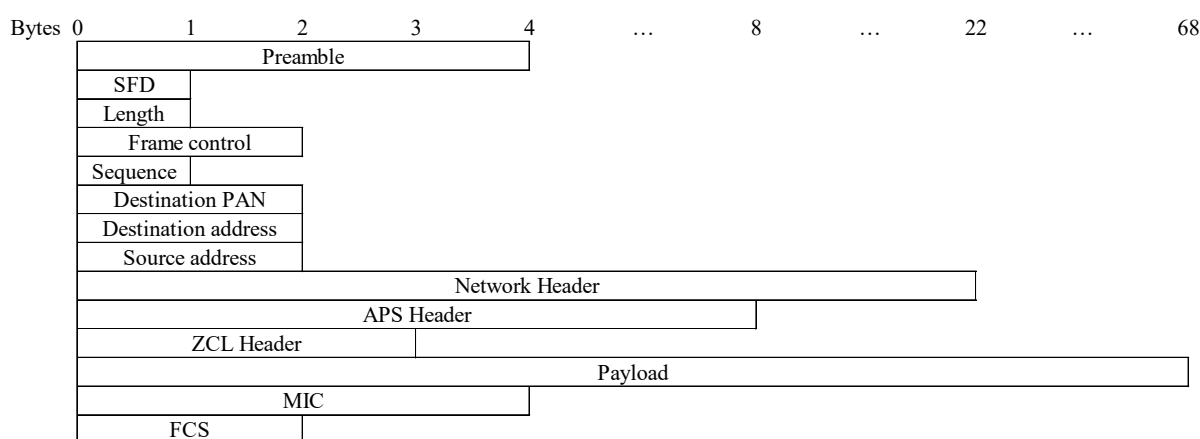 Bytes 0 1 2 3 4 … 8 … 22 … 68
Preamble
SFD
Length
Frame control
Sequence
Destination PAN
Destination address
Source address
Network Header
APS Header
ZCL Header
Payload
MIC
FCS